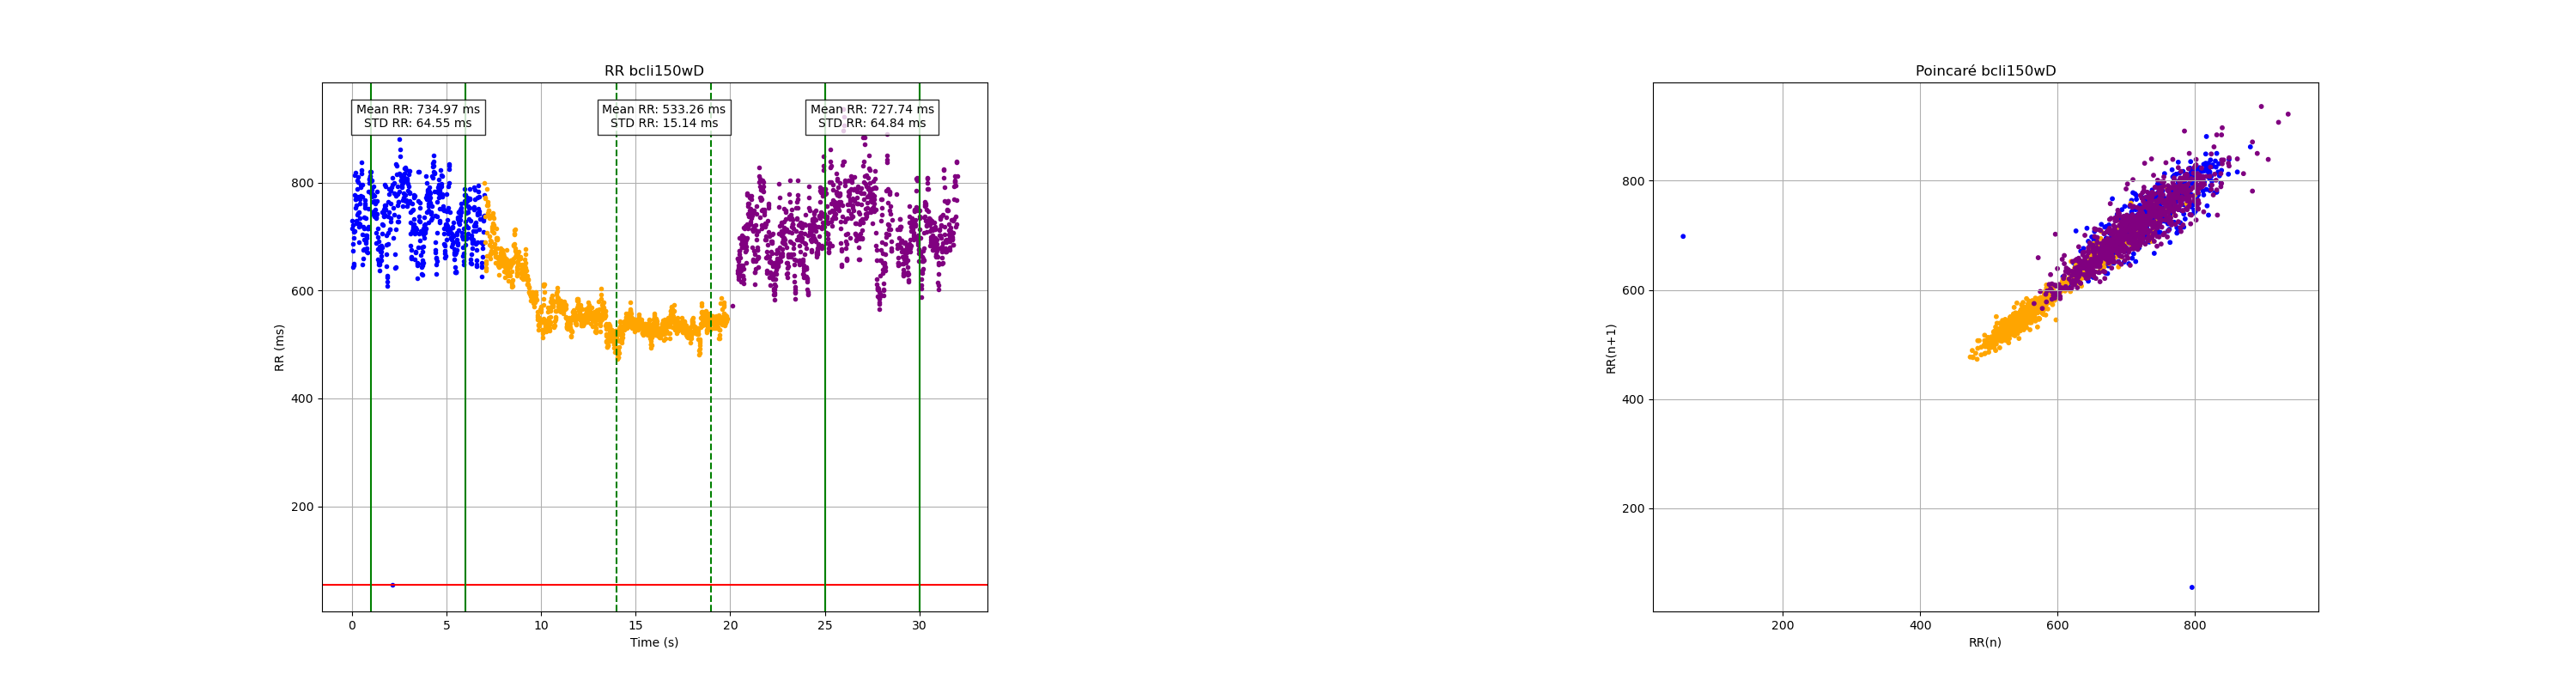 RR bcli150wD
Mean RR: 734.97 ms
STD RR: 64.55 ms
Mean RR: 533.26 ms
STD RR: 15.14 ms
Mean RR: 727.74 ms
STD RR: 64.84 ms
800
600
400
200
RR (ms)
0 5 10 15 20 25 30
Time (s)
Poincaré bcli150wD
800
600
400
200
RR(n+1)
200 400 600 800
RR(n)